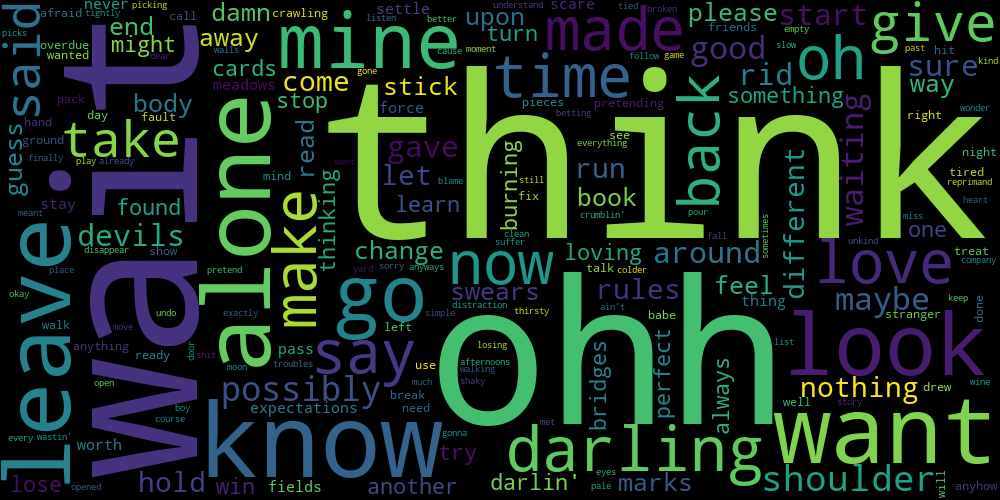 afraid
tightly
never
picking
picks
said
end
overdue
wanted
might
dear
damn
crawling
settle
call
away
walls
mine
upon
turn
listen
better
cause
moment
understand
tied
broken
scare
made
please
friends
empty
start
slow
past
give
hit
kind
cards
meadows
come
gone
stick
time
follow
game
good
oh
sure
way
rid
something
pack
body
stop
force
pieces
pretending
betting
back
right
wonder
hand
day
fault
take
ground
finally
play
already
guess
wait
alone
read
gave
think
burning
see
everything
run
waiting
night
tired
reprimand
stay
found
mind
thinking
let
learn
went
blame
still
book
fix
crumblin'
pour
different
heart
miss
one
leave
devils
meant
disappear
show
make
change
clean
suffer
loving
around
fall
sometimes
love
unkind
treat
company
place
pretend
yard
sorry
anyways
now
talk
colder
feel
okay
undo
exactly
go
distraction
thirsty
swears
rules
thing
maybe
keep
stranger
walk
move
left
simple
ohh
ain't
babe
done
anything
ready
door
shit
moon
pass
troubles
say
losing
afternoons
walking
shaky
use
bridges
perfect
always
list
look
open
boy
course
possibly
much
break
need
expectations
nothing
drew
wine
well
story
every
wastin'
worth
know
gonna
met
darling
want
try
lose
opened
hold
win
fields
another
darlin'
eyes
pale
marks
shoulder
will
anyhow